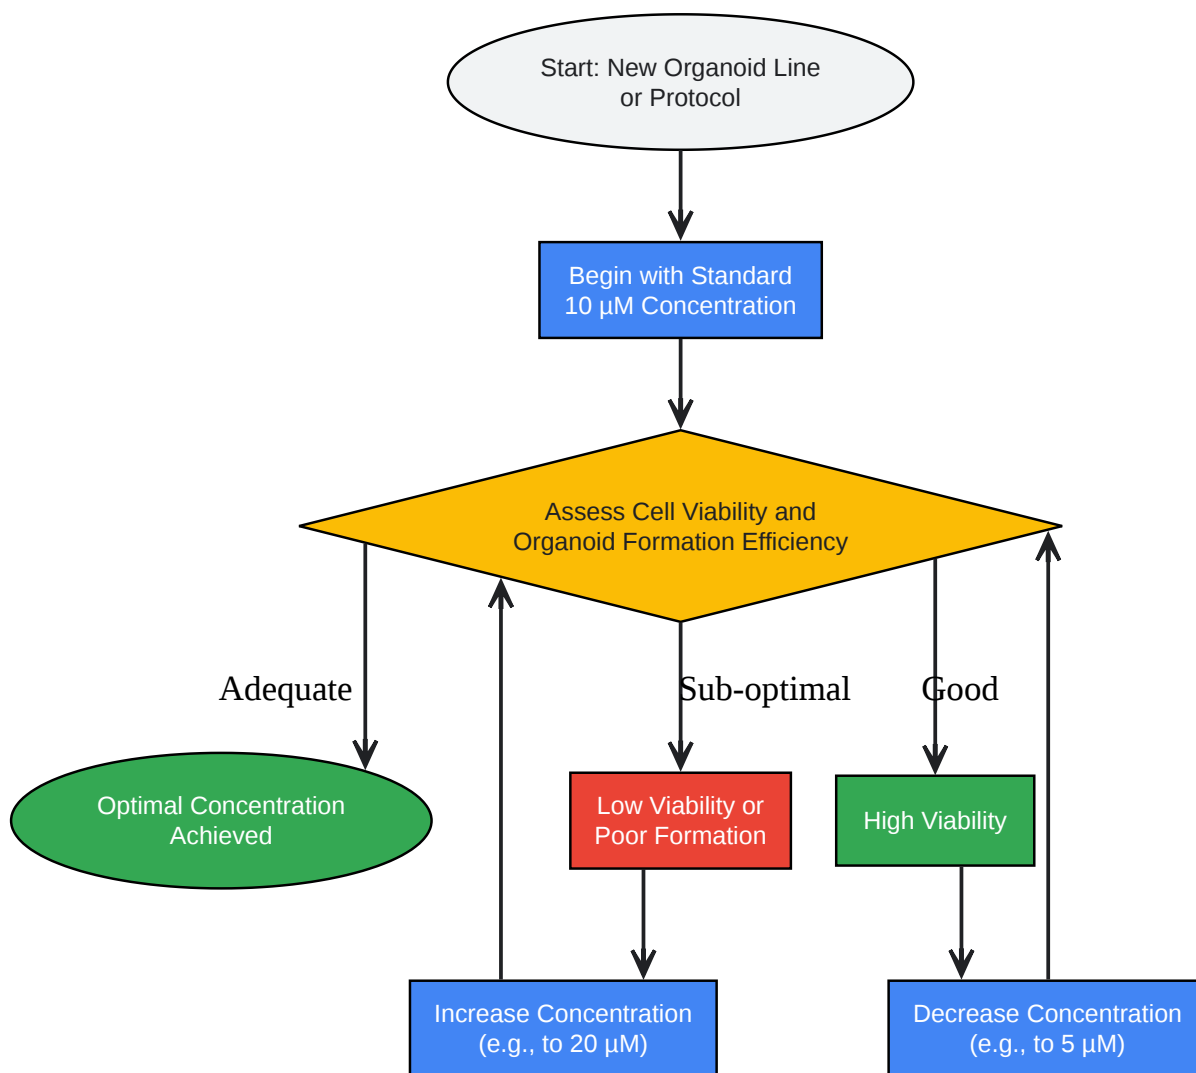 Start: New Organoid Line
or Protocol
Begin with Standard
10 µM Concentration
Assess Cell Viability and
Organoid Formation Efficiency
Adequate
Sub-optimal
Good
Optimal Concentration
Achieved
Low Viability or
Poor Formation
High Viability
Increase Concentration
(e.g., to 20 µM)
Decrease Concentration
(e.g., to 5 µM)